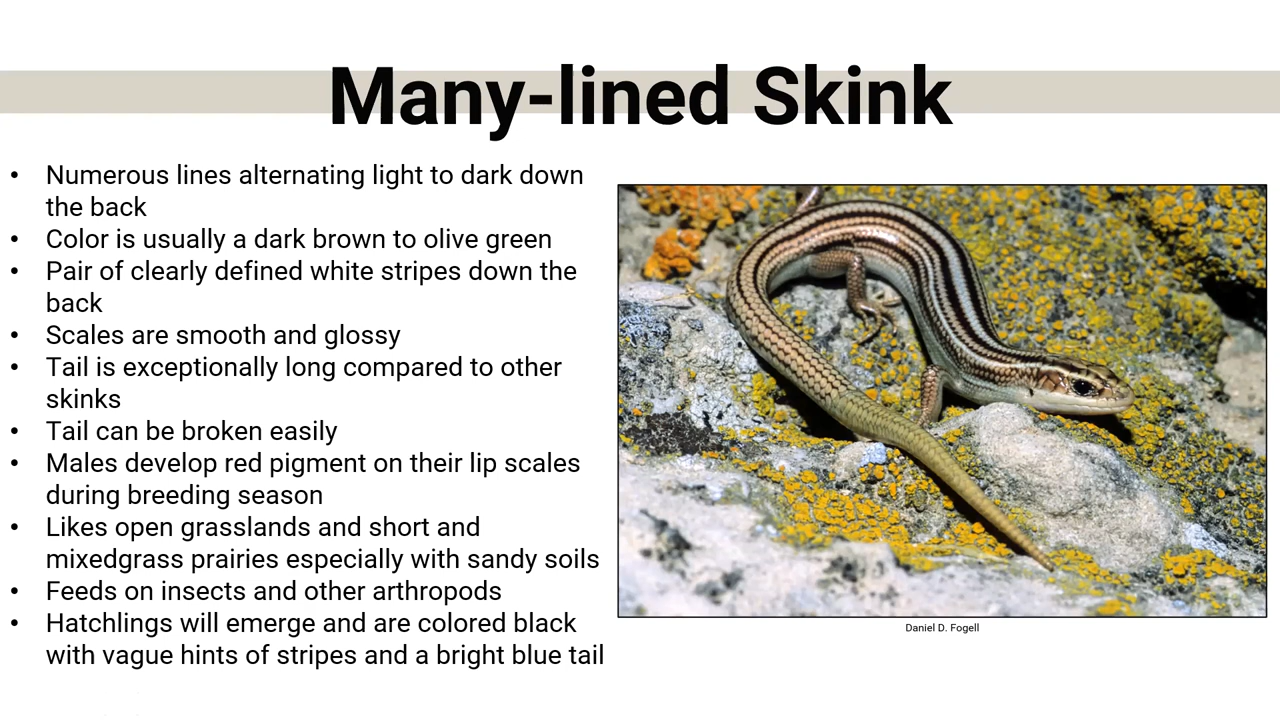 Many-lined Skink
• Numerous lines alternating light to dark down
the back
• Color is usually a dark brown to olive green
• Pair of clearly defined white stripes down the
back
• Scales are smooth and glossy
• Tail is exceptionally long compared to other
skinks
• Tail can be broken easily
• Males develop red pigment on their lip scales
during breeding season
• Likes open grasslands and short and
mixedgrass prairies especially with sandy soils
• Feeds on insects and other arthropods
• Hatchlings will emerge and are colored black
with vague hints of stripes and a bright blue tail
Daniel D. Fogell